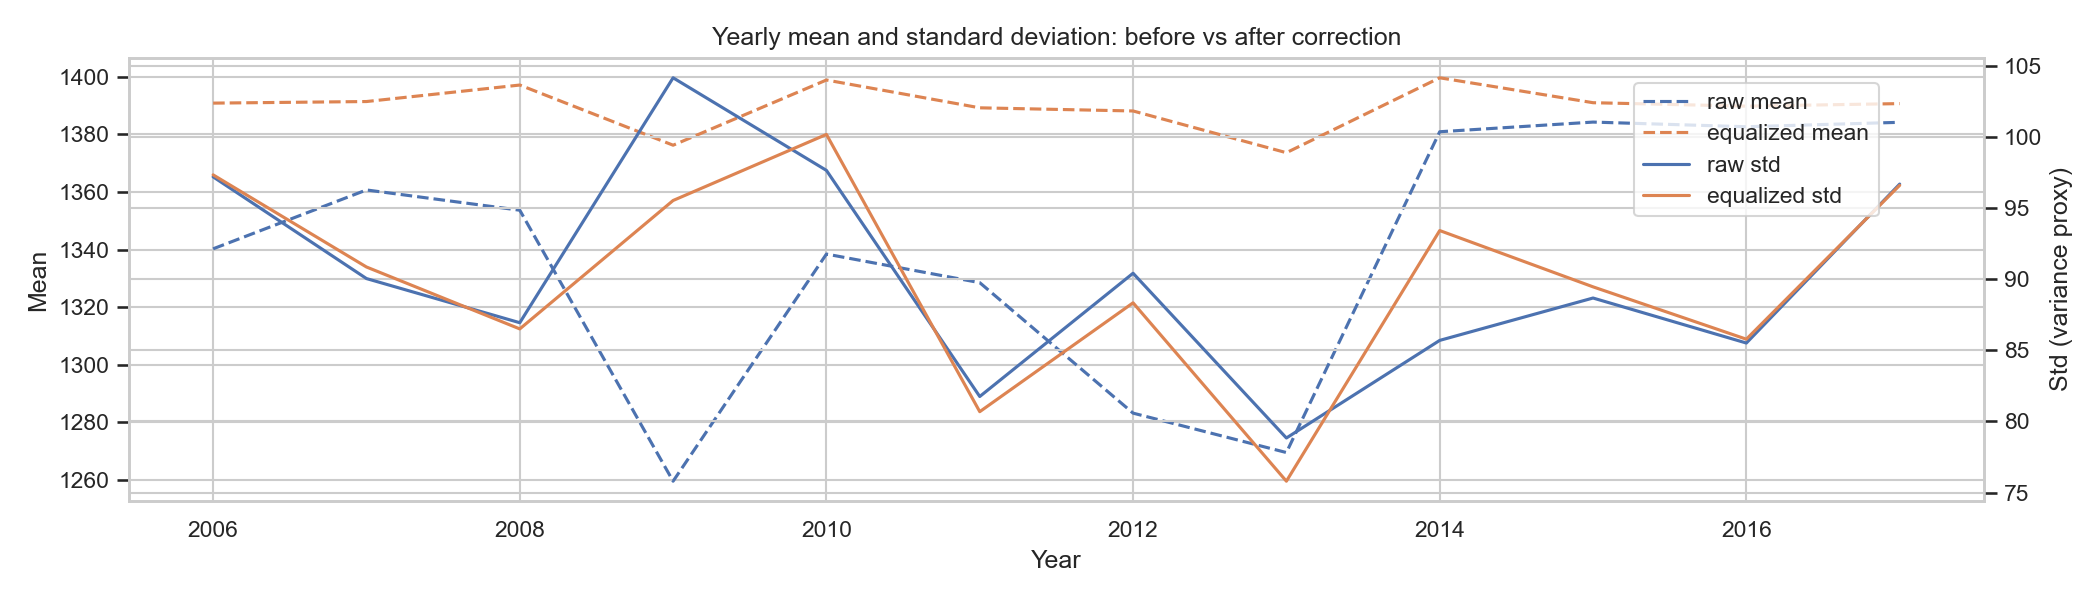 Yearly mean and standard deviation: before vs after correction
Mean
1400
1380
1360
1340
1320
1300
1280
1260
raw mean
equalized mean
raw std
equalized std
105
100
95
90
85
80
75
Std (variance proxy)
2006
2008
2010
2012
2014
2016
Year